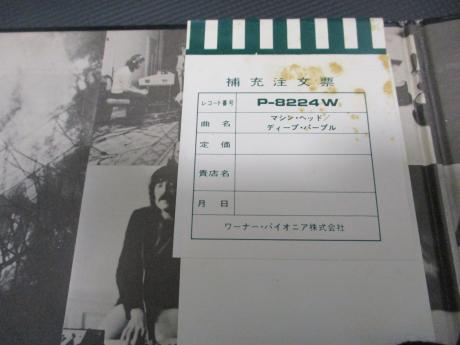 補充注文票
レコード番号 P-8224W
曲名 マシン・ヘッド
ディープ・パープル
定価
貴店名
月日
ワーナー・パイオニア株式会社